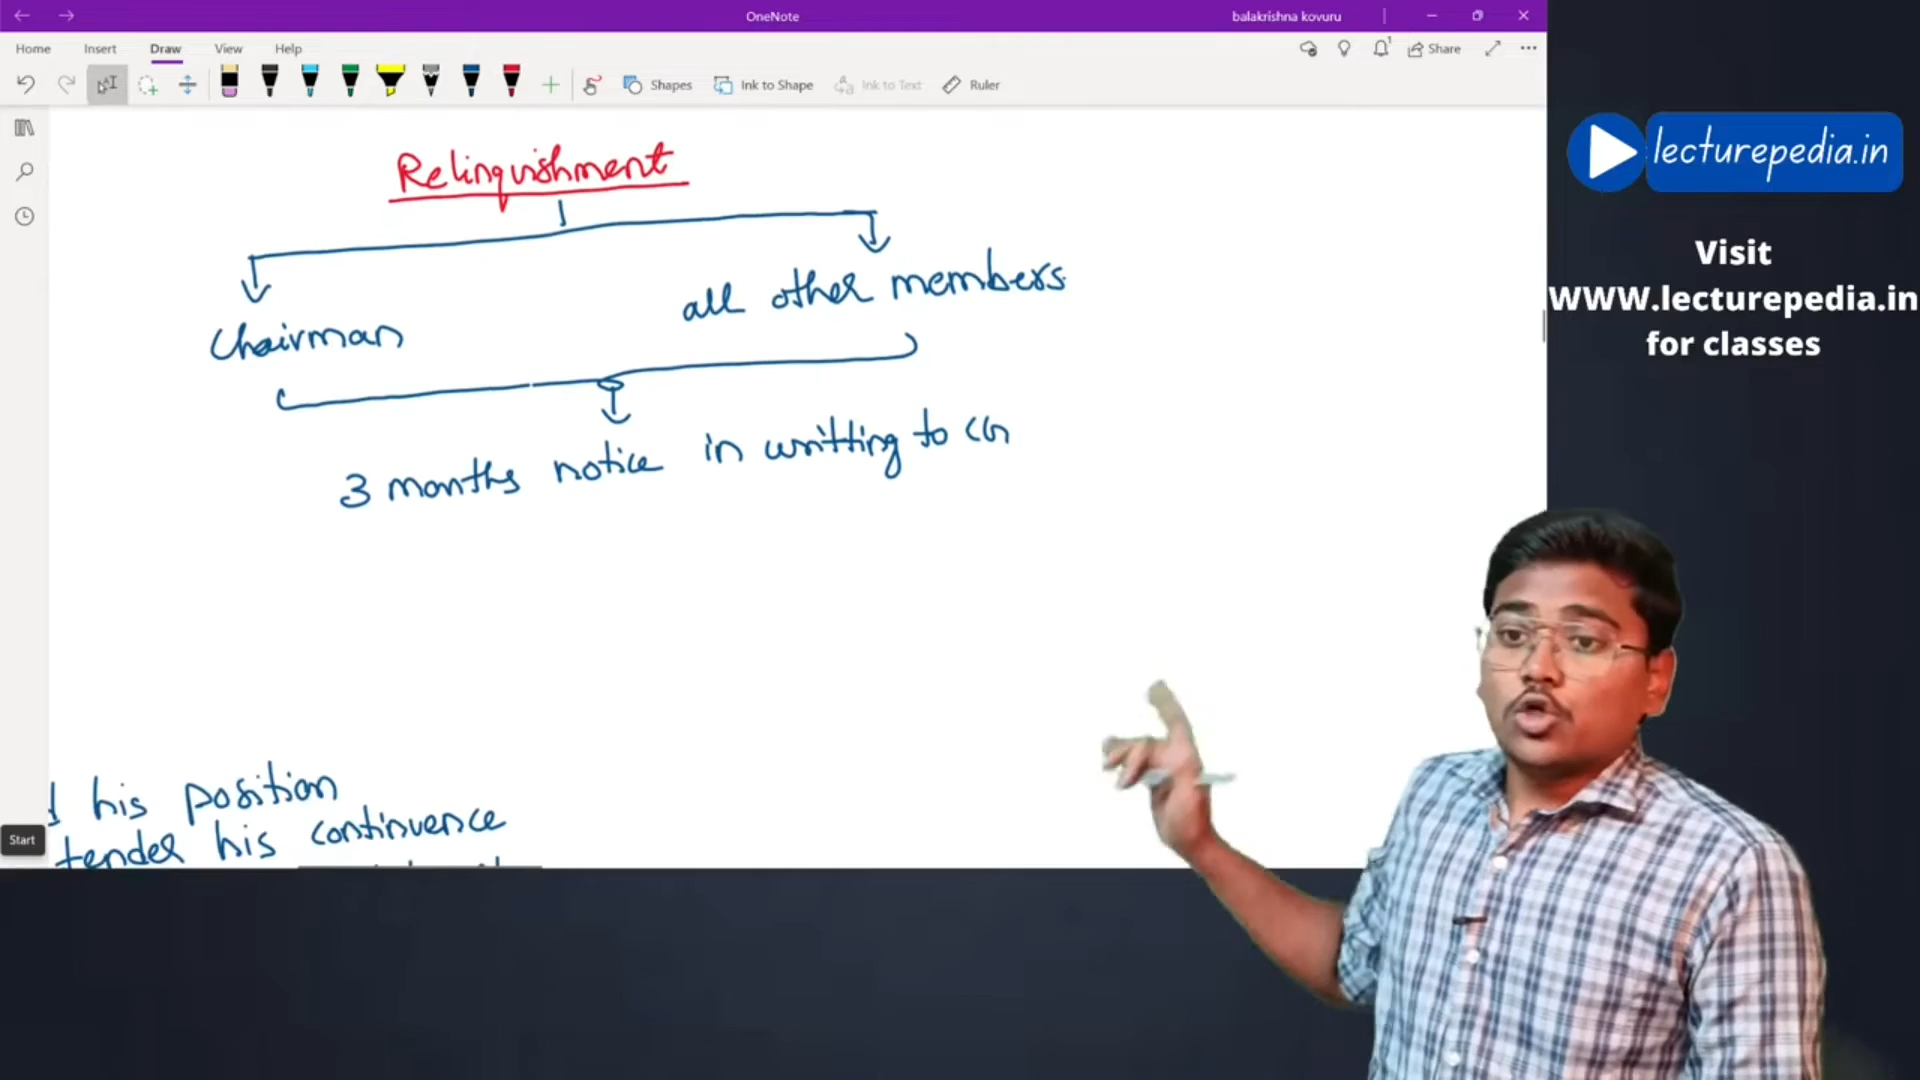 OneNote
balakrishna kovuru
Home Insert Draw View Help
Share
Shapes Ink to Shape Ink to Text Ruler
Relinquishment
Chairman
all other members
3 months notice in writting to CG
his position
tender his continuence
Start
lecturepedia.in
Visit
WWW.lecturepedia.in
for classes